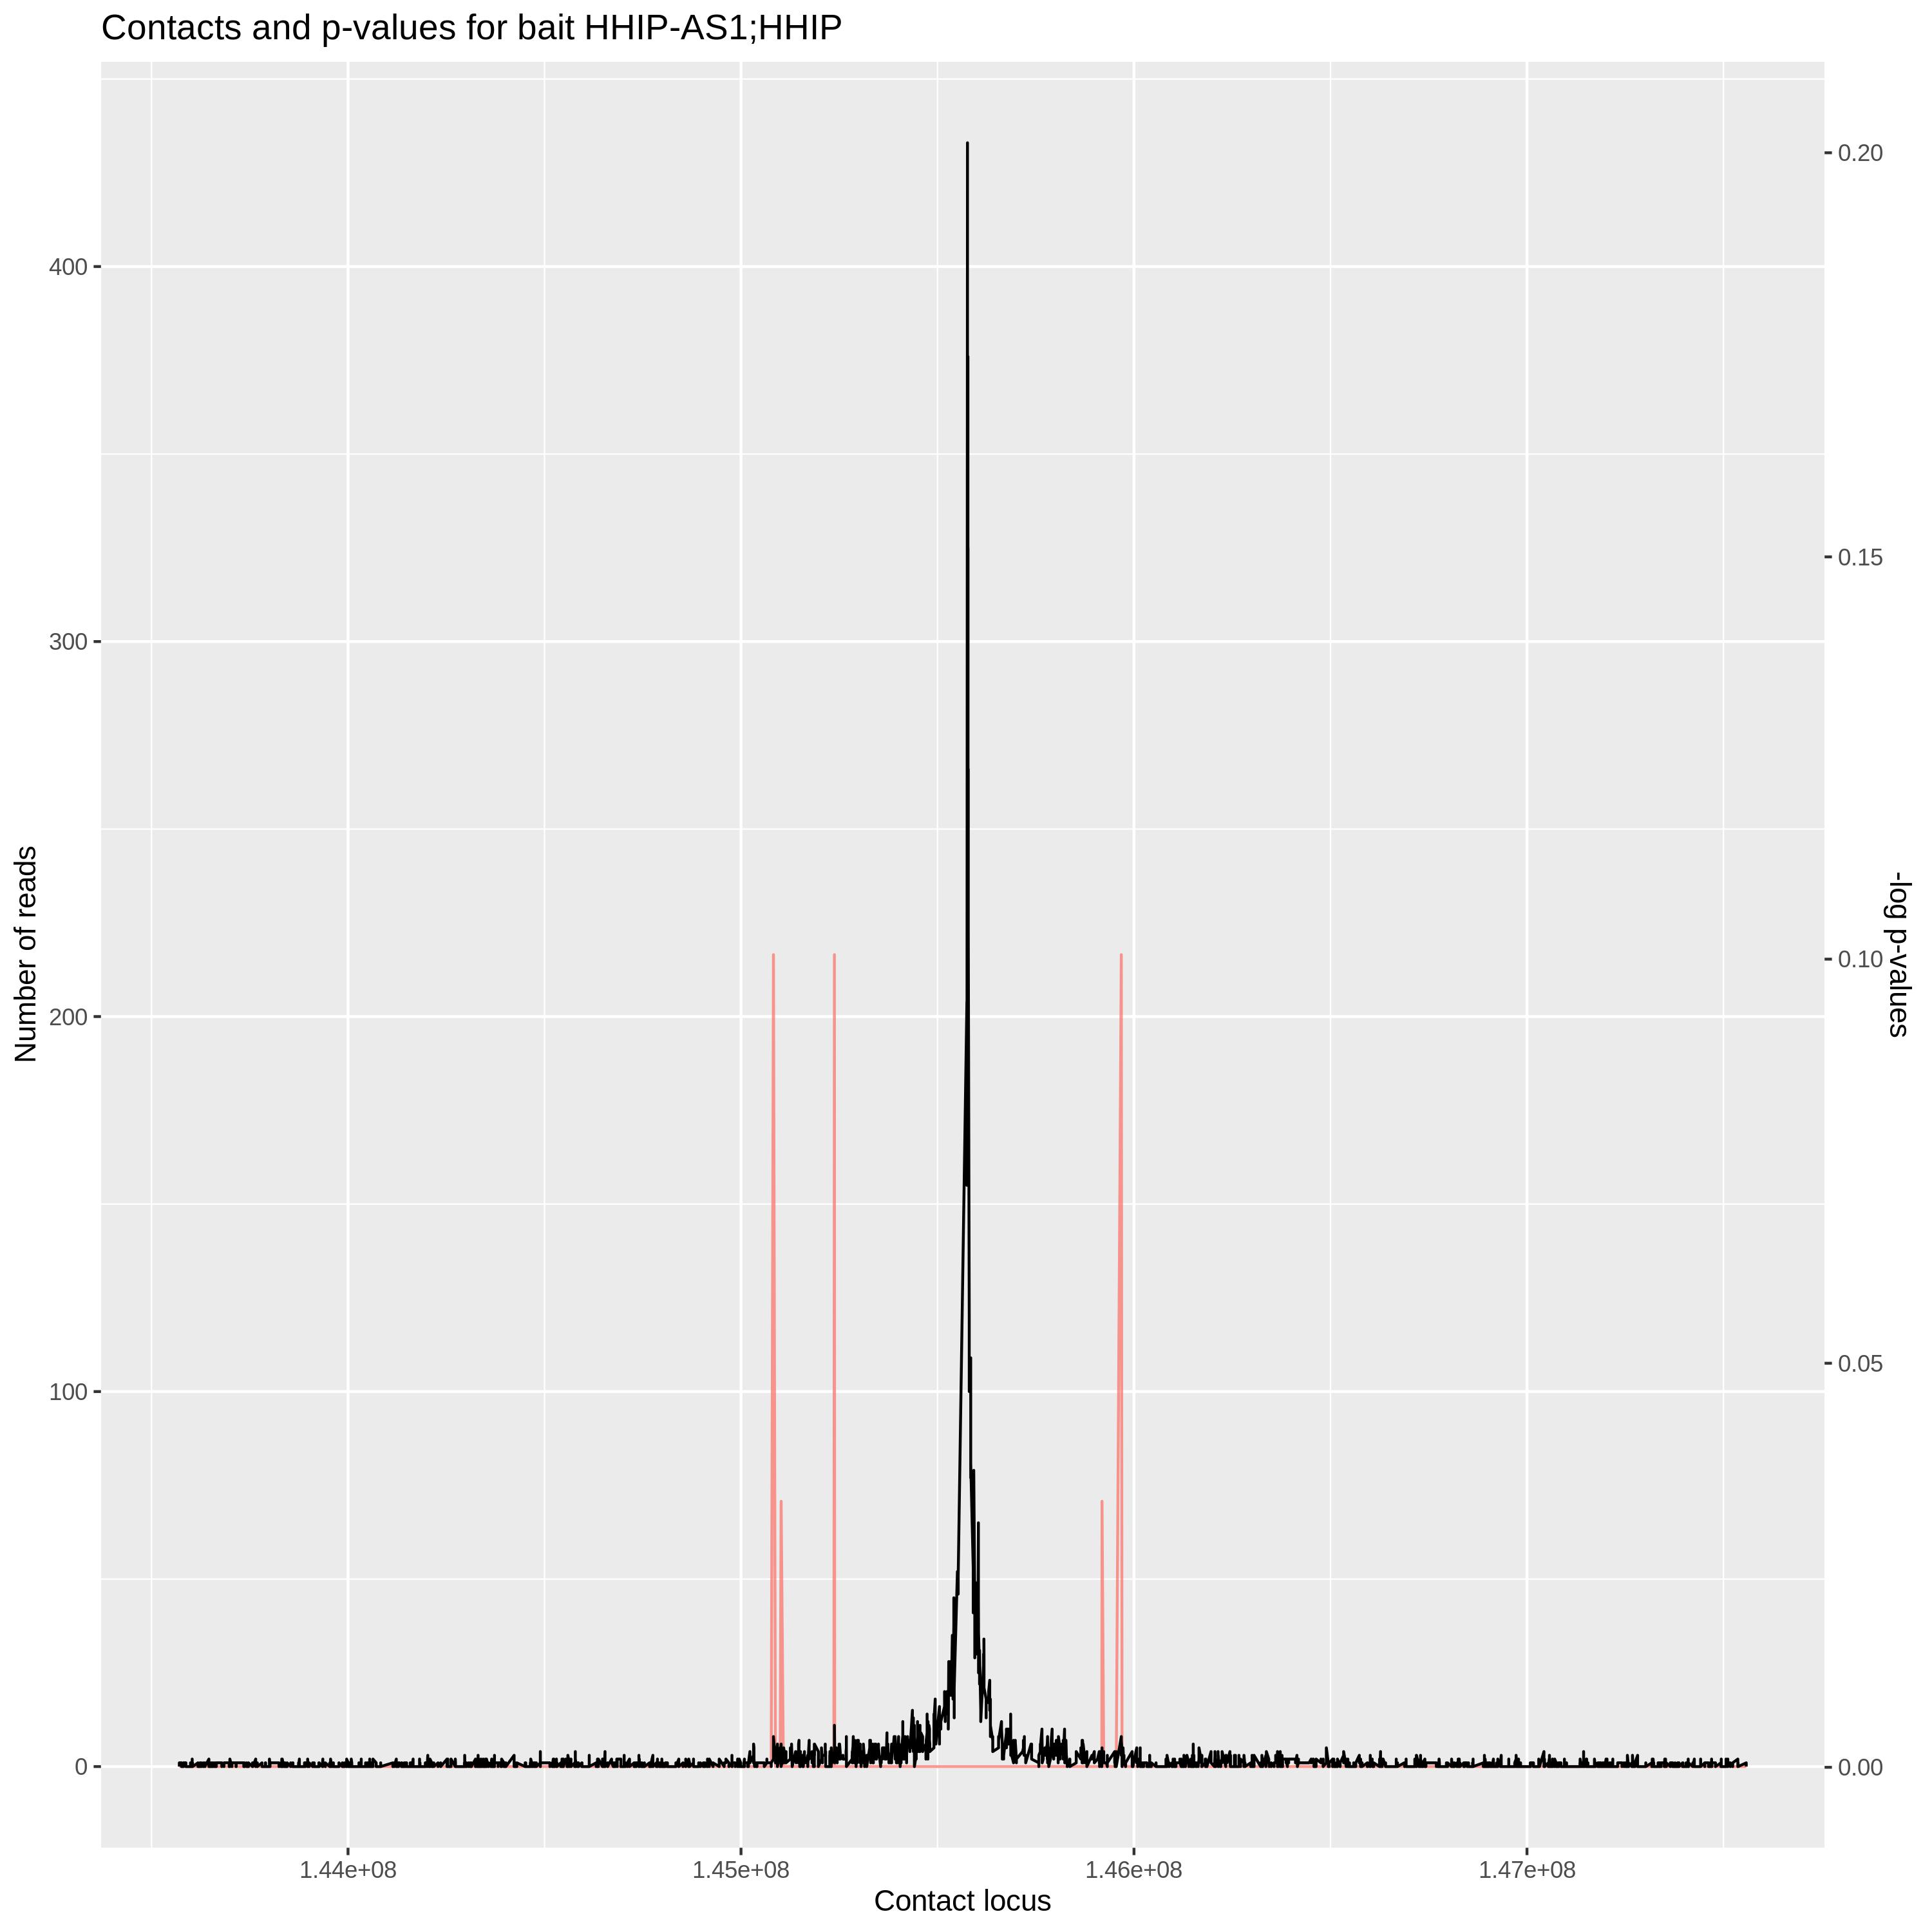 Contacts and p-values for bait HHIP-AS1;HHIP
400
300
200
100
0
Number of reads
0.20
0.15
0.10
0.05
0.00
-log p-values
1.44e+08
1.45e+08
1.46e+08
1.47e+08
Contact locus